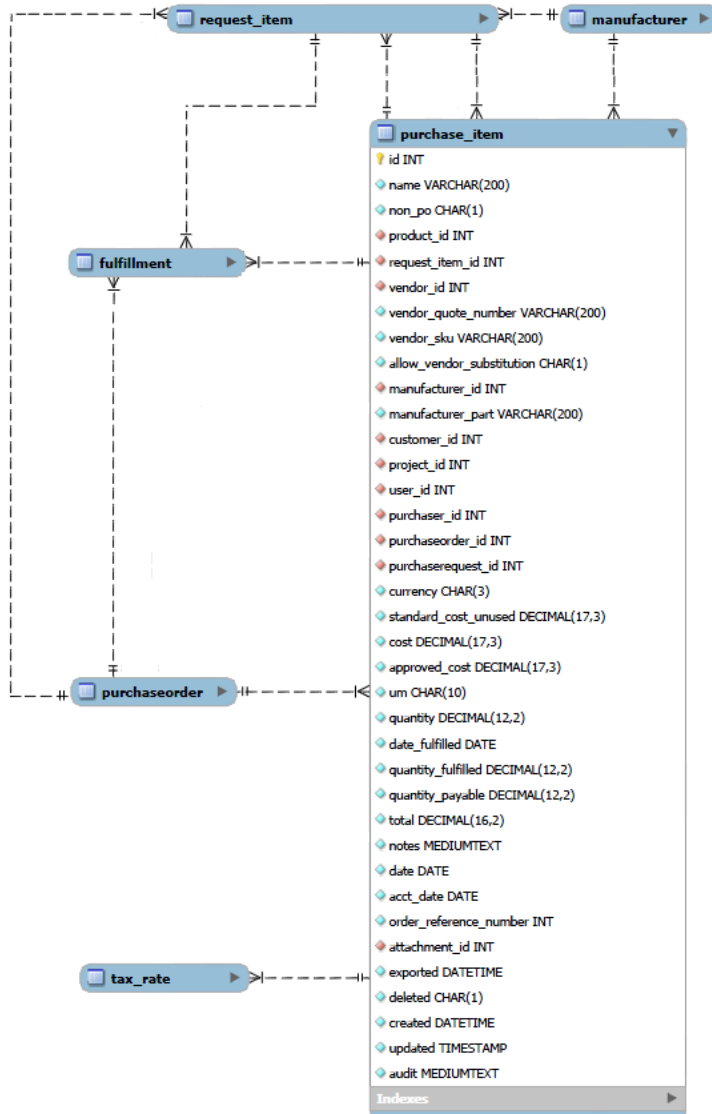 request_item
manufacturer
purchase_item
id INT
name VARCHAR(200)
non_po CHAR(1)
product_id INT
request_item_id INT
vendor_id INT
vendor_quote_number VARCHAR(200)
vendor_sku VARCHAR(200)
allow_vendor_substitution CHAR(1)
manufacturer_id INT
manufacturer_part VARCHAR(200)
customer_id INT
project_id INT
user_id INT
purchaser_id INT
purchaseorder_id INT
purchaserequest_id INT
currency CHAR(3)
standard_cost_unused DECIMAL(17,3)
cost DECIMAL(17,3)
approved_cost DECIMAL(17,3)
um CHAR(10)
quantity DECIMAL(12,2)
date_fulfilled DATE
quantity_fulfilled DECIMAL(12,2)
quantity_payable DECIMAL(12,2)
total DECIMAL(16,2)
notes MEDIUMTEXT
date DATE
acct_date DATE
order_reference_number INT
attachment_id INT
exported DATETIME
deleted CHAR(1)
created DATETIME
updated TIMESTAMP
audit MEDIUMTEXT
Indexes
fulfillment
purchaseorder
tax_rate